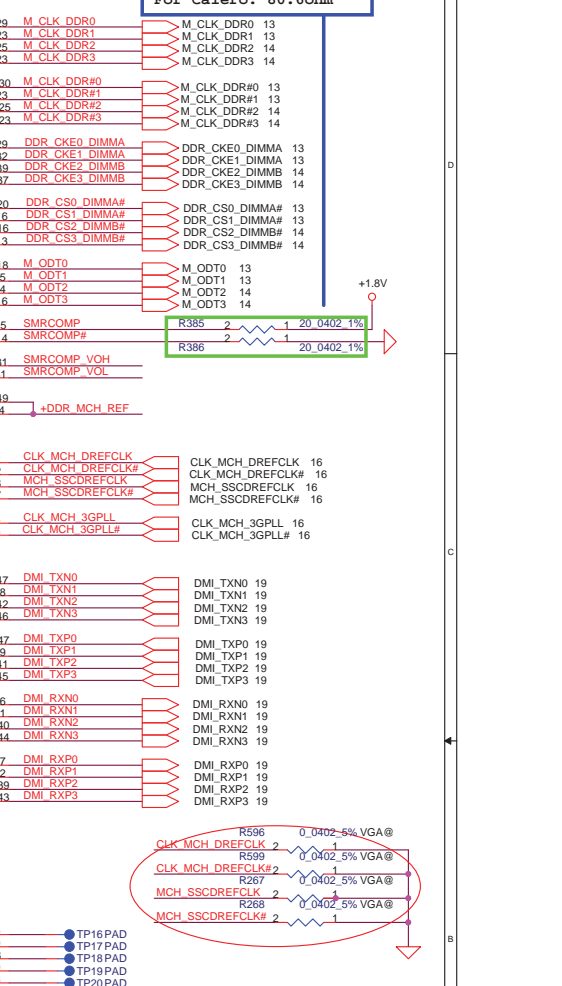 M_CLK_DDR0 M_CLK_DDR0 13
M_CLK_DDR1 M_CLK_DDR1 13
M_CLK_DDR2 M_CLK_DDR2 14
M_CLK_DDR3 M_CLK_DDR3 14
M_CLK_DDR#0 M_CLK_DDR#0 13
M_CLK_DDR#1 M_CLK_DDR#1 13
M_CLK_DDR#2 M_CLK_DDR#2 14
M_CLK_DDR#3 M_CLK_DDR#3 14
DDR_CKE0_DIMMA DDR_CKE0_DIMMA 13
DDR_CKE1_DIMMA DDR_CKE1_DIMMA 13
DDR_CKE2_DIMMB DDR_CKE2_DIMMB 14
DDR_CKE3_DIMMB DDR_CKE3_DIMMB 14
D
DDR_CS0_DIMMA# DDR_CS0_DIMMA# 13
DDR_CS1_DIMMA# DDR_CS1_DIMMA# 13
DDR_CS2_DIMMB# DDR_CS2_DIMMB# 14
DDR_CS3_DIMMB# DDR_CS3_DIMMB# 14
M_ODT0 M_ODT0 13
M_ODT1 M_ODT1 13
M_ODT2 M_ODT2 14
M_ODT3 M_ODT3 14
+1.8V
SMRCOMP R385 2 1 20_0402_1%
SMRCOMP# R386 2 1 20_0402_1%
SMRCOMP_VOH
SMRCOMP_VOL
+DDR_MCH_REF
CLK_MCH_DREFCLK CLK_MCH_DREFCLK 16
CLK_MCH_DREFCLK# CLK_MCH_DREFCLK# 16
MCH_SSCDREFCLK MCH_SSCDREFCLK 16
MCH_SSCDREFCLK# MCH_SSCDREFCLK# 16
CLK_MCH_3GPLL CLK_MCH_3GPLL 16
CLK_MCH_3GPLL# CLK_MCH_3GPLL# 16
C
DMI_TXN0 DMI_TXN0 19
DMI_TXN1 DMI_TXN1 19
DMI_TXN2 DMI_TXN2 19
DMI_TXN3 DMI_TXN3 19
DMI_TXP0 DMI_TXP0 19
DMI_TXP1 DMI_TXP1 19
DMI_TXP2 DMI_TXP2 19
DMI_TXP3 DMI_TXP3 19
DMI_RXN0 DMI_RXN0 19
DMI_RXN1 DMI_RXN1 19
DMI_RXN2 DMI_RXN2 19
DMI_RXN3 DMI_RXN3 19
DMI_RXP0 DMI_RXP0 19
DMI_RXP1 DMI_RXP1 19
DMI_RXP2 DMI_RXP2 19
DMI_RXP3 DMI_RXP3 19
R596 0_0402_5% VGA@
CLK_MCH_DREFCLK 2 1
R599 0_0402_5% VGA@
CLK_MCH_DREFCLK# 2 1
R267 0_0402_5% VGA@
MCH_SSCDREFCLK 2 1
R268 0_0402_5% VGA@
MCH_SSCDREFCLK# 2 1
B
TP16 PAD
TP17 PAD
TP18 PAD
TP19 PAD
TP20 PAD